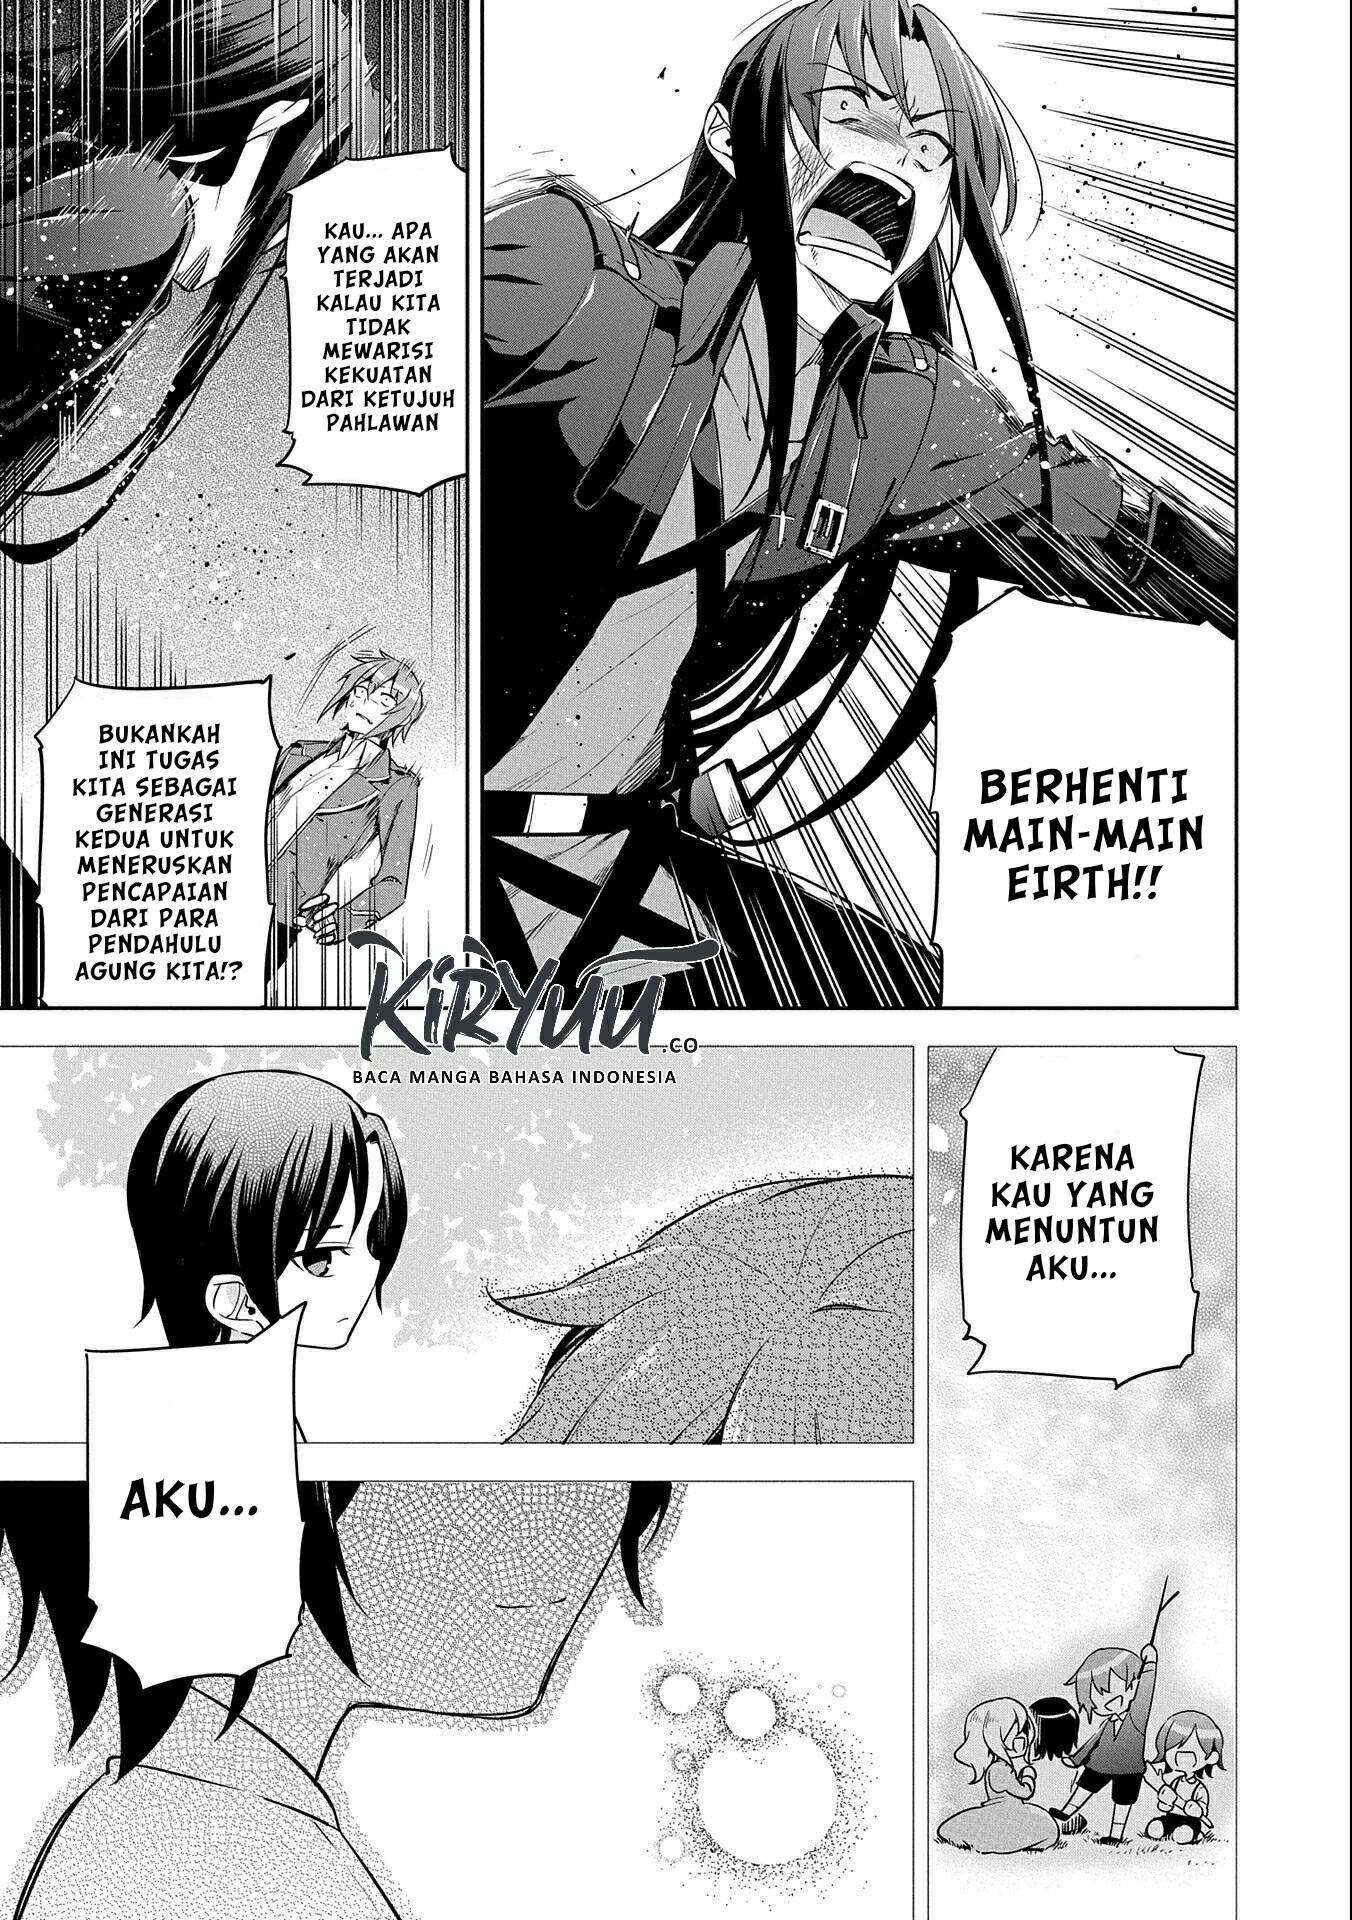 BERHENTI
MAIN-MAIN
EIRTH!!
KAU... APA
YANG AKAN
TERJADI
KALAU KITA
TIDAK
MEWARISI
KEKUATAN
DARI KETUJUH
PAHLAWAN
BUKANKAH
INI TUGAS
KITA SEBAGAI
GENERASI
KEDUA UNTUK
MENERUSKAN
PENCAPAIAN
DARI PARA
PENDAHULU
AGUNG KITA!?
KIRYUU.CO
BACA MANGA BAHASA INDONESIA
KARENA
KAU YANG
MENUNTUN
AKU...
AKU...